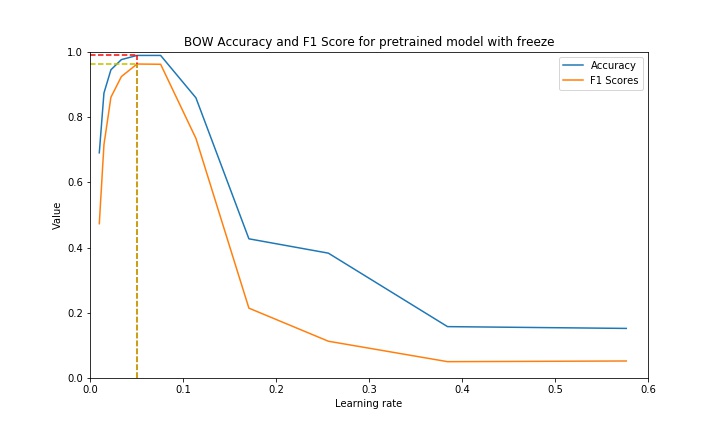 BOW Accuracy and F1 Score for pretrained model with freeze
1.0
0.8
0.6
0.4
0.2
0.0
Value
Accuracy
F1 Scores
0.0 0.1 0.2 0.3 0.4 0.5 0.6
Learning rate